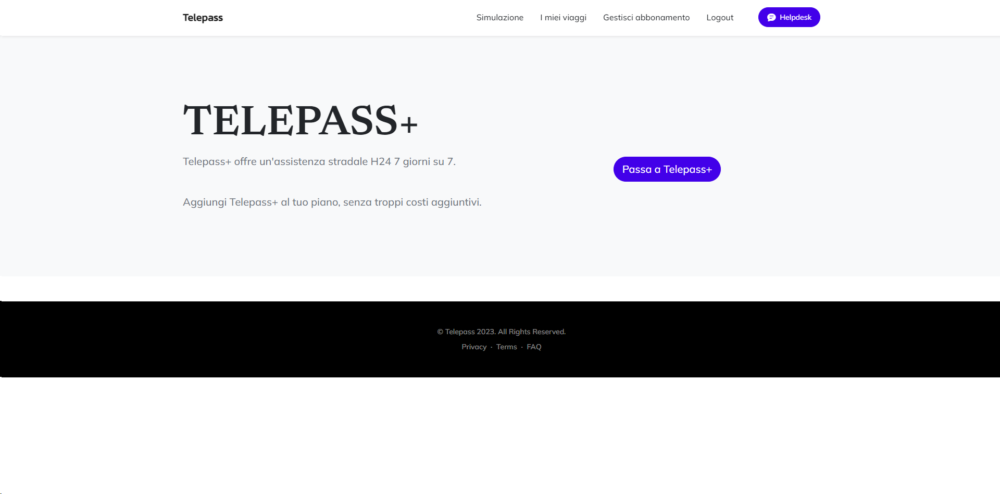 Telepass
Simulazione
I miei viaggi
Gestisci abbonamento
Logout
Helpdesk
TELEPASS+
Telepass+ offre un'assistenza stradale H24 7 giorni su 7.
Passa a Telepass+
Aggiungi Telepass+ al tuo piano, senza troppi costi aggiuntivi.
© Telepass 2023. All Rights Reserved.
Privacy · Terms · FAQ